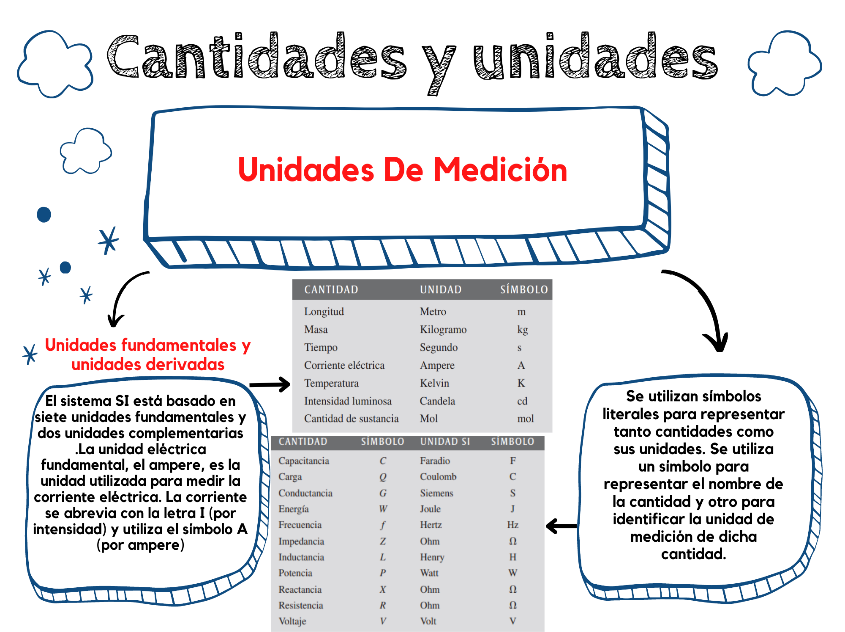 Cantidades y unidades
Unidades De Medición
Unidades fundamentales y
unidades derivadas
El sistema SI está basado en
siete unidades fundamentales y
dos unidades complementarias
.La unidad eléctrica
fundamental, el ampere, es la
unidad utilizada para medir la
corriente eléctrica. La corriente
se abrevia con la letra I (por
intensidad) y utiliza el simbolo A
(por ampere)
CANTIDAD UNIDAD SÍMBOLO
Longitud Metro m
Masa Kilogramo kg
Tiempo Segundo s
Corriente eléctrica Ampere A
Temperatura Kelvin K
Intensidad luminosa Candela cd
Cantidad de sustancia Mol mol
CANTIDAD SÍMBOLO UNIDAD SI SÍMBOLO
Capacitancia C Faradio F
Carga Q Coulomb C
Conductancia G Siemens S
Energía W Joule J
Frecuencia f Hertz Hz
Impedancia Z Ohm Ω
Inductancia L Henry H
Potencia P Watt W
Reactancia X Ohm Ω
Resistencia R Ohm Ω
Voltaje V Volt V
Se utilizan símbolos
literales para representar
tanto cantidades como
sus unidades. Se utiliza
un simbolo para
representar el nombre de
la cantidad y otro para
identificar la unidad de
medición de dicha
cantidad.